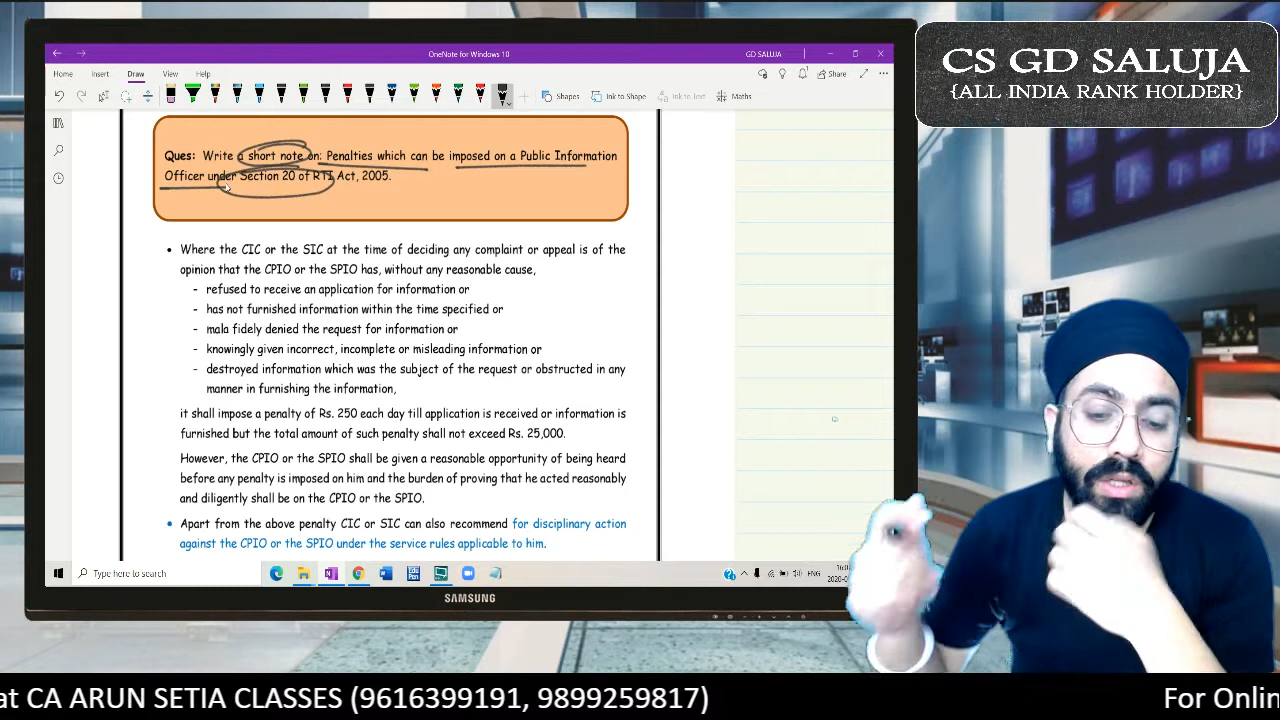 CS GD SALUJA
{ALL INDIA RANK HOLDER}
OneNote for Windows 10
GD SALUJA
Home Insert Draw View Help
Share
Shapes Ink to Shape Ink to Text Maths
Ques: Write a short note on: Penalties which can be imposed on a Public Information
Officer under Section 20 of RTI Act, 2005.
• Where the CIC or the SIC at the time of deciding any complaint or appeal is of the
opinion that the CPIO or the SPIO has, without any reasonable cause,
- refused to receive an application for information or
- has not furnished information within the time specified or
- mala fidely denied the request for information or
- knowingly given incorrect, incomplete or misleading information or
- destroyed information which was the subject of the request or obstructed in any
manner in furnishing the information,
it shall impose a penalty of Rs. 250 each day till application is received or information is
furnished but the total amount of such penalty shall not exceed Rs. 25,000.
However, the CPIO or the SPIO shall be given a reasonable opportunity of being heard
before any penalty is imposed on him and the burden of proving that he acted reasonably
and diligently shall be on the CPIO or the SPIO.
• Apart from the above penalty CIC or SIC can also recommend for disciplinary action
against the CPIO or the SPIO under the service rules applicable to him.
Type here to search
ENG
SAMSUNG
at CA ARUN SETIA CLASSES (9616399191, 9899259817) For Onlin